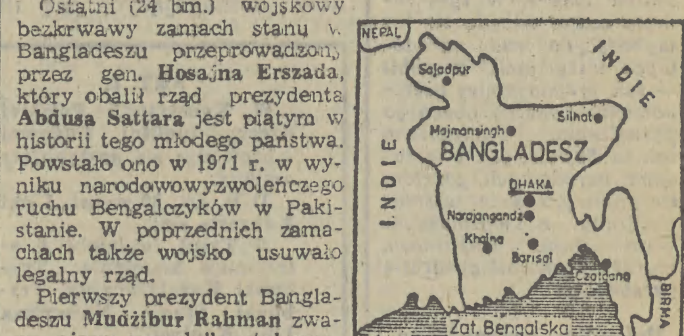 Ostatni (24 bm.) wojskowy
bezkrwawy zamach stanu w
Bangladeszu przeprowadzony
przez gen. Hosajna Erszada,
który obalił rząd prezydenta
Abdusa Sattara jest piątym w
historii tego młodego państwa.
Powstało ono w 1971 r. w wy-
niku narodowowyzwoleńczego
ruchu Bengalczyków w Paki-
stanie. W poprzednich zama-
chach także wojsko usuwało
legalny rząd.
Pierwszy prezydent Bangla-
deszu Mudżibur Rahman zwa-
NEPAL
INDIE
Sajadpur
Silhat
Majmansingh
BANGLADESZ
INDIE
DHAKA
Narajangandż
Khalna
Barisal
BIRMA
Zat. Bengalska